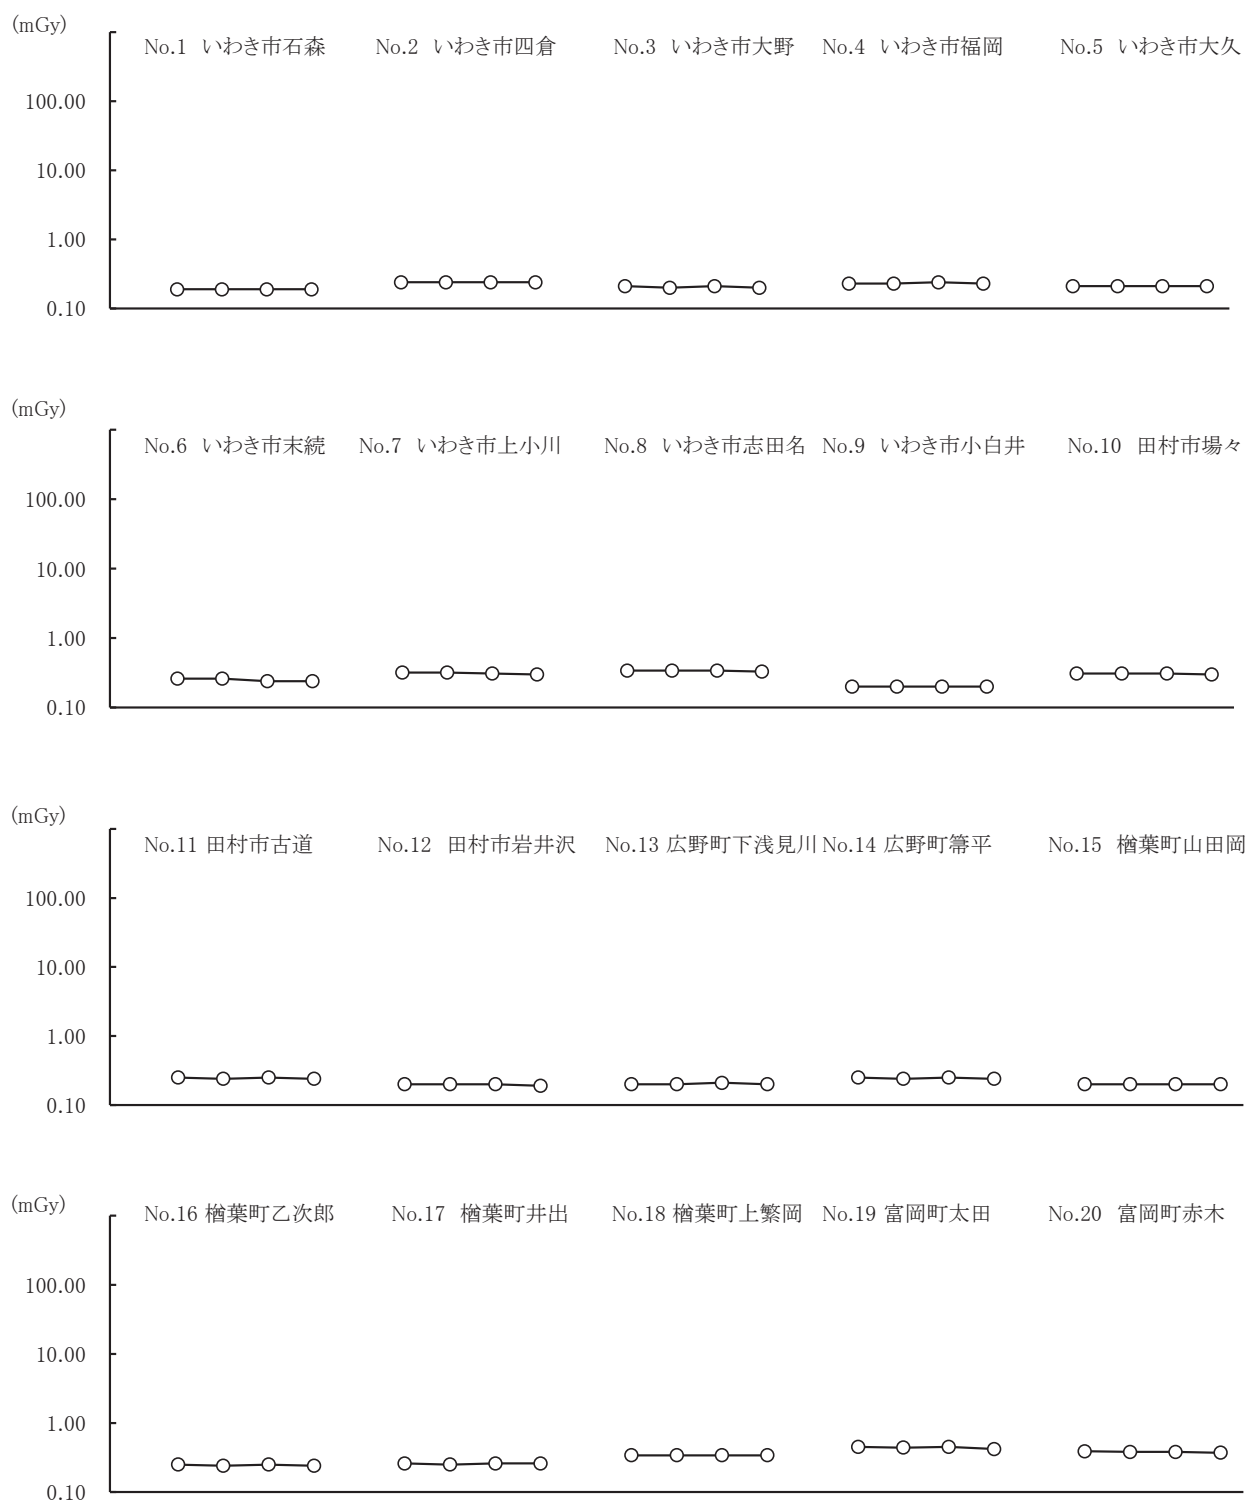 (mGy)
No.1 いわき市石森 No.2 いわき市四倉 No.3 いわき市大野 No.4 いわき市福岡 No.5 いわき市大久
100.00
10.00
1.00
0.10
(mGy)
No.6 いわき市末続 No.7 いわき市上小川 No.8 いわき市志田名 No.9 いわき市小白井 No.10 田村市場々
100.00
10.00
1.00
0.10
(mGy)
No.11 田村市古道 No.12 田村市岩井沢 No.13 広野町下浅見川 No.14 広野町箒平 No.15 楢葉町山田岡
100.00
10.00
1.00
0.10
(mGy)
No.16 楢葉町乙次郎 No.17 楢葉町井出 No.18 楢葉町上繁岡 No.19 富岡町太田 No.20 富岡町赤木
100.00
10.00
1.00
0.10